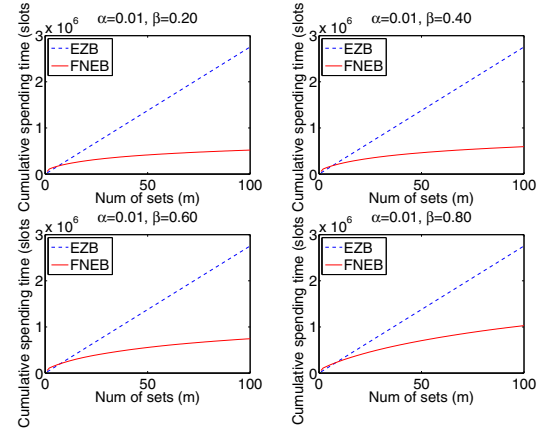 α=0.01, β=0.20
x 10^6
Cumulative spending time (slots
3
2
1
0
EZB
FNEB
0
50
100
Num of sets (m)
α=0.01, β=0.40
x 10^6
Cumulative spending time (slots
3
2
1
0
EZB
FNEB
0
50
100
Num of sets (m)
α=0.01, β=0.60
x 10^6
Cumulative spending time (slots
3
2
1
0
EZB
FNEB
0
50
100
Num of sets (m)
α=0.01, β=0.80
x 10^6
Cumulative spending time (slots
3
2
1
0
EZB
FNEB
0
50
100
Num of sets (m)